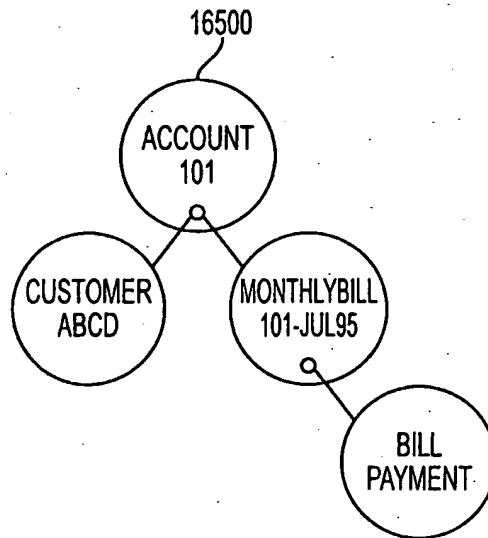 16500
ACCOUNT
101
CUSTOMER
ABCD
MONTHLYBILL
101-JUL95
BILL
PAYMENT